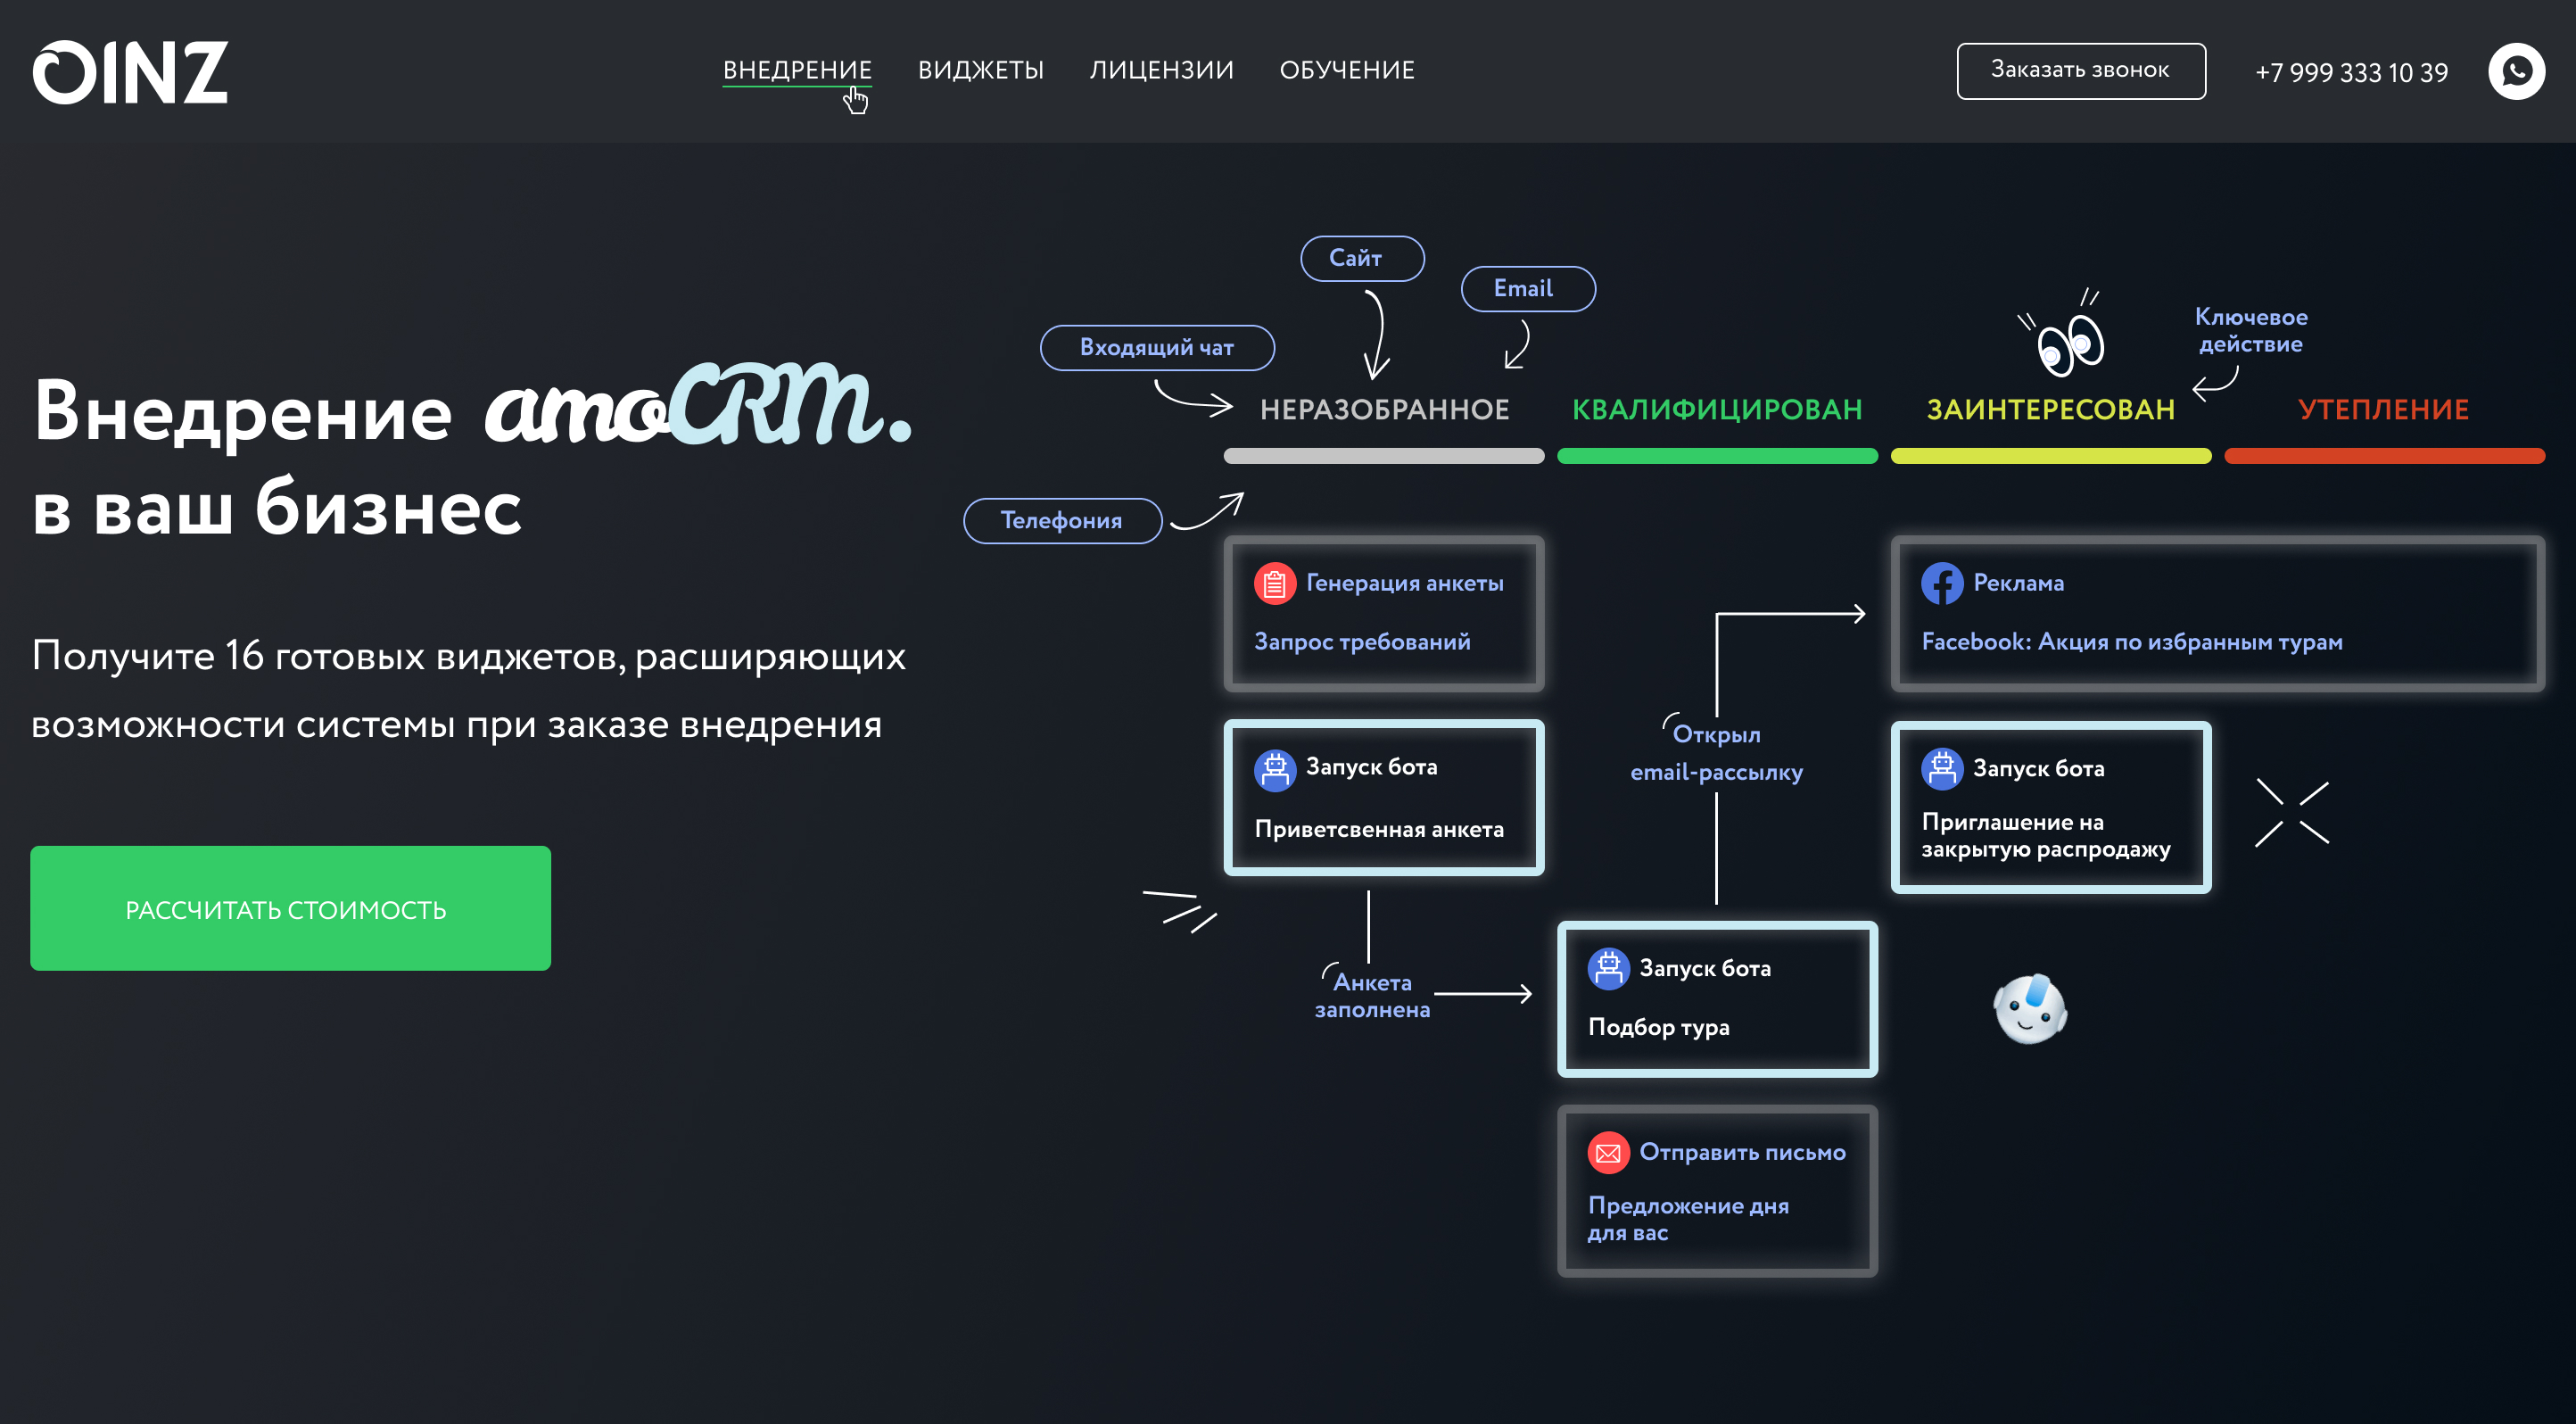 OINZ
ВНЕДРЕНИЕ
ВИДЖЕТЫ
ЛИЦЕНЗИИ
ОБУЧЕНИЕ
Заказать звонок
+7 999 333 10 39
Внедрение amoCRM.
в ваш бизнес
Получите 16 готовых виджетов, расширяющих
возможности системы при заказе внедрения
РАССЧИТАТЬ СТОИМОСТЬ
Сайт
Email
Входящий чат
Телефония
Ключевое
действие
НЕРАЗОБРАННОЕ
КВАЛИФИЦИРОВАН
ЗАИНТЕРЕСОВАН
УТЕПЛЕНИЕ
Генерация анкеты
Запрос требований
Запуск бота
Приветсвенная анкета
Анкета
заполнена
Открыл
email-рассылку
Запуск бота
Подбор тура
Отправить письмо
Предложение дня
для вас
Реклама
Facebook: Акция по избранным турам
Запуск бота
Приглашение на
закрытую распродажу